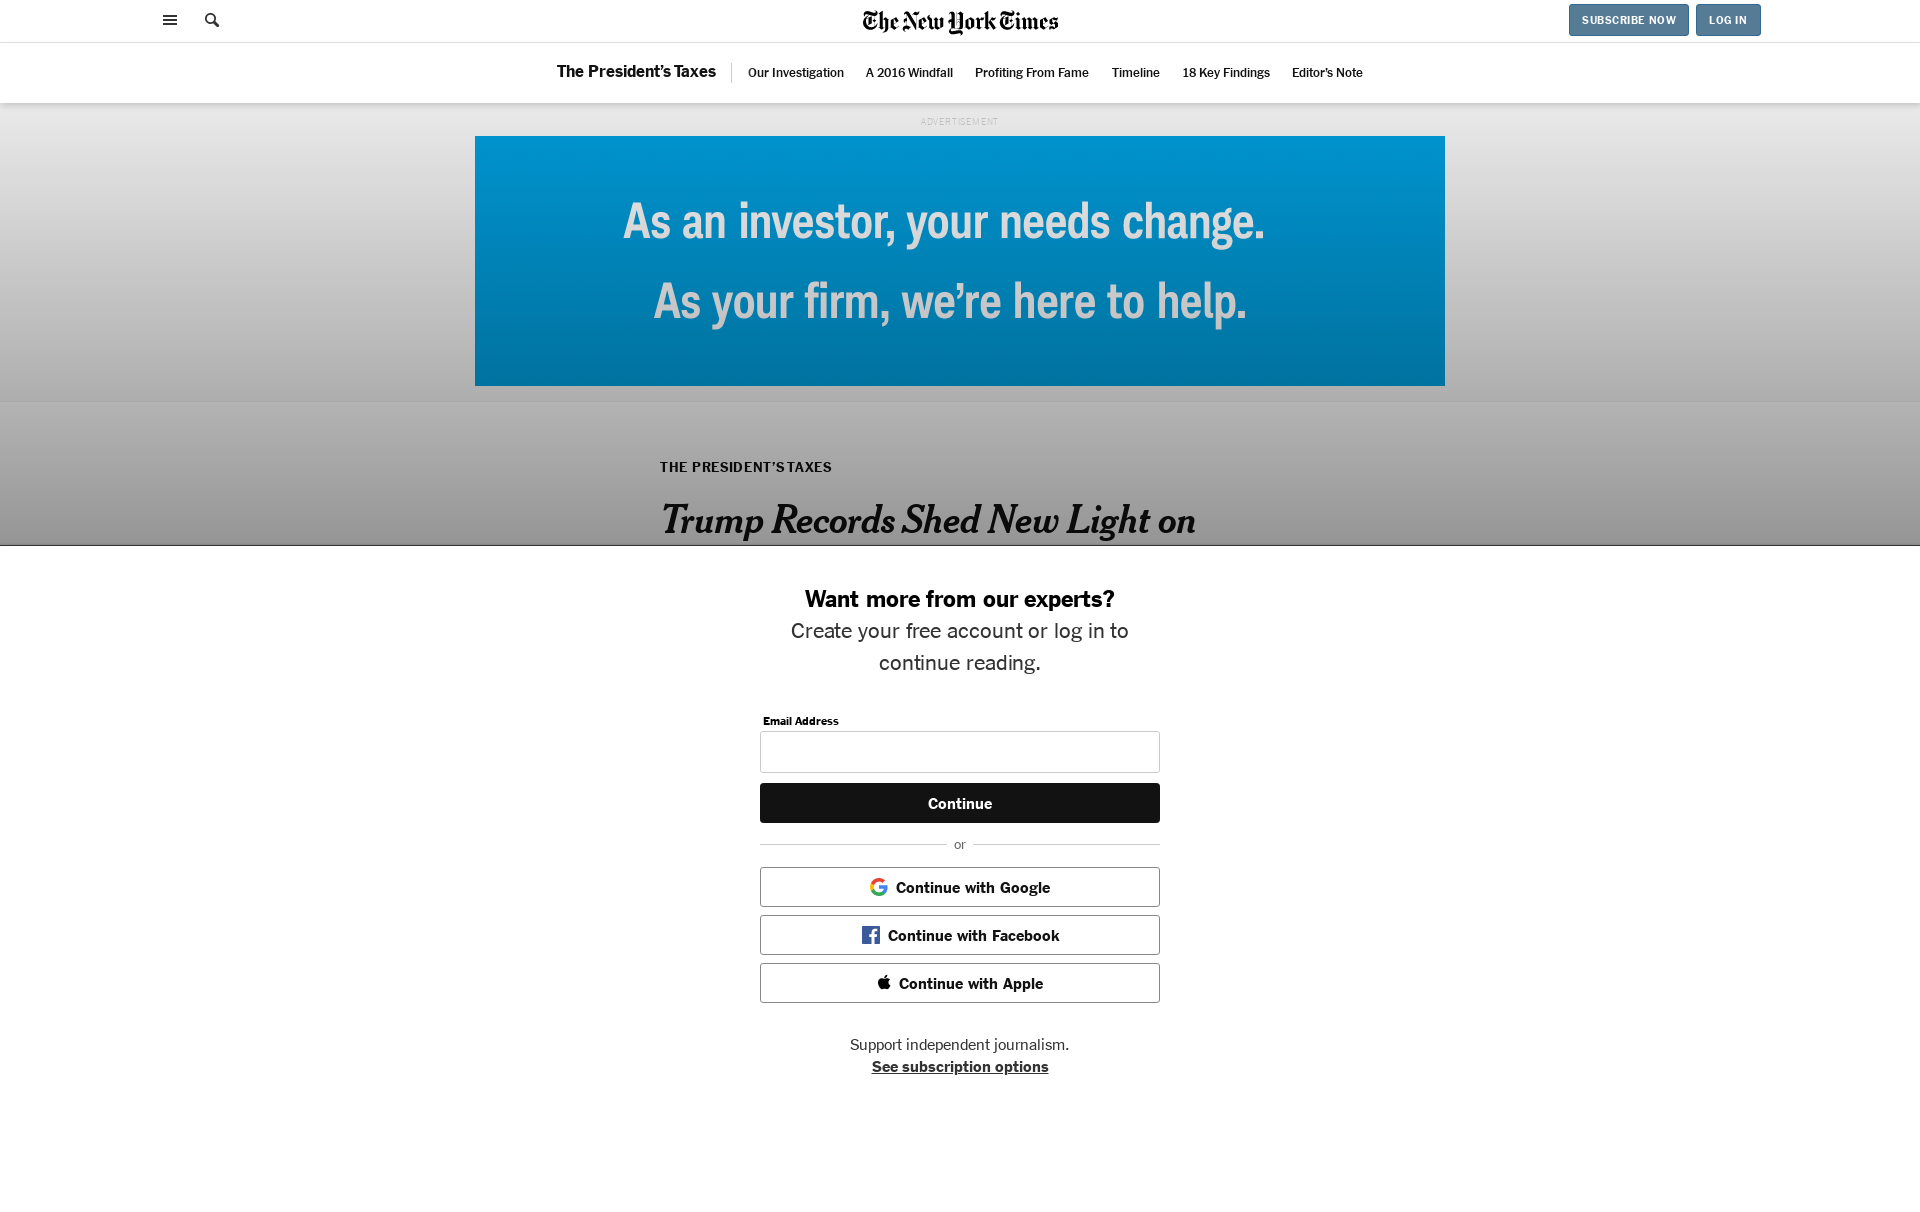 The New York Times
SUBSCRIBE NOW
LOG IN
The President’s Taxes
Our Investigation
A 2016 Windfall
Profiting From Fame
Timeline
18 Key Findings
Editor’s Note
ADVERTISEMENT
As an investor, your needs change.
As your firm, we’re here to help.
THE PRESIDENT’S TAXES
Trump Records Shed New Light on
Want more from our experts?
Create your free account or log in to
continue reading.
Email Address
Continue
or
Continue with Google
Continue with Facebook
Continue with Apple
Support independent journalism.
See subscription options